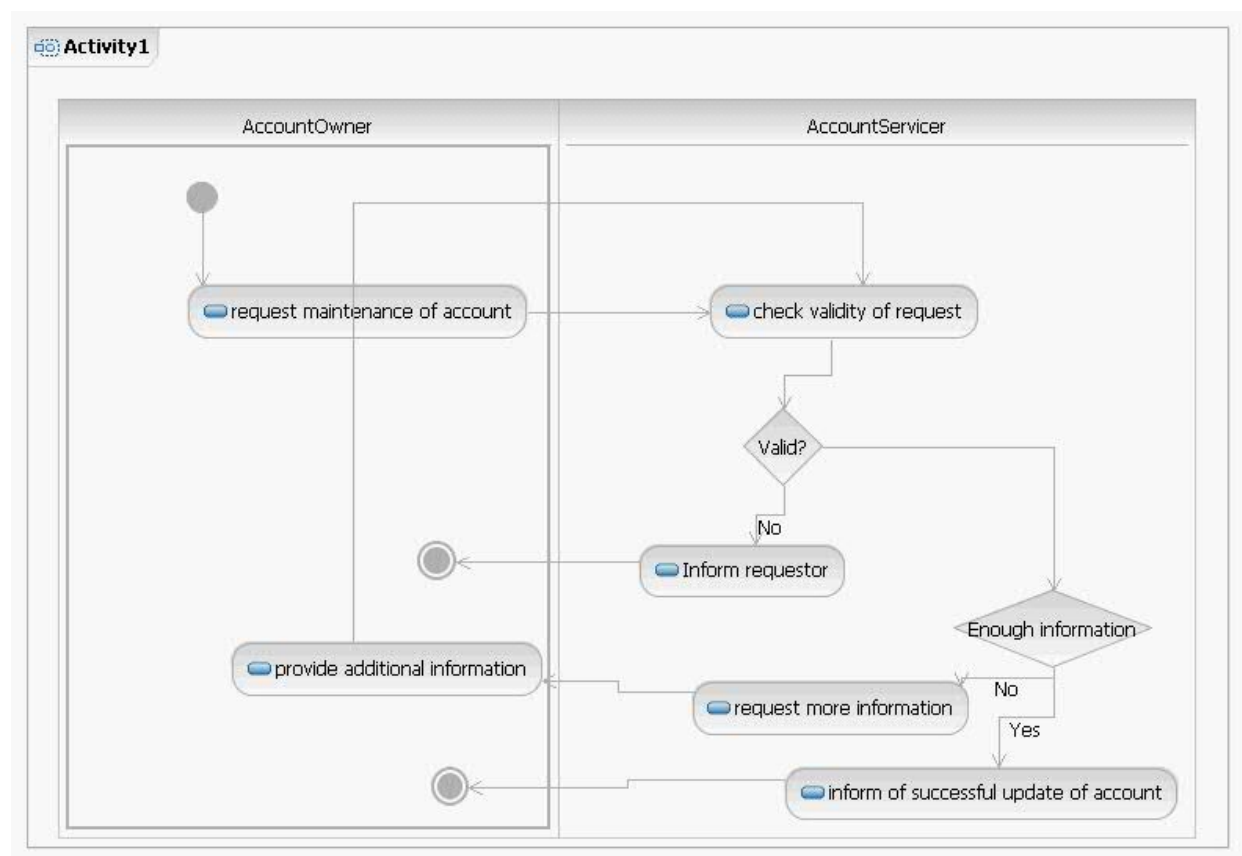 Activity1
AccountOwner
AccountServicer
request maintenance of account
check validity of request
Valid?
No
Inform requestor
Enough information
provide additional information
No
request more information
Yes
inform of successful update of account